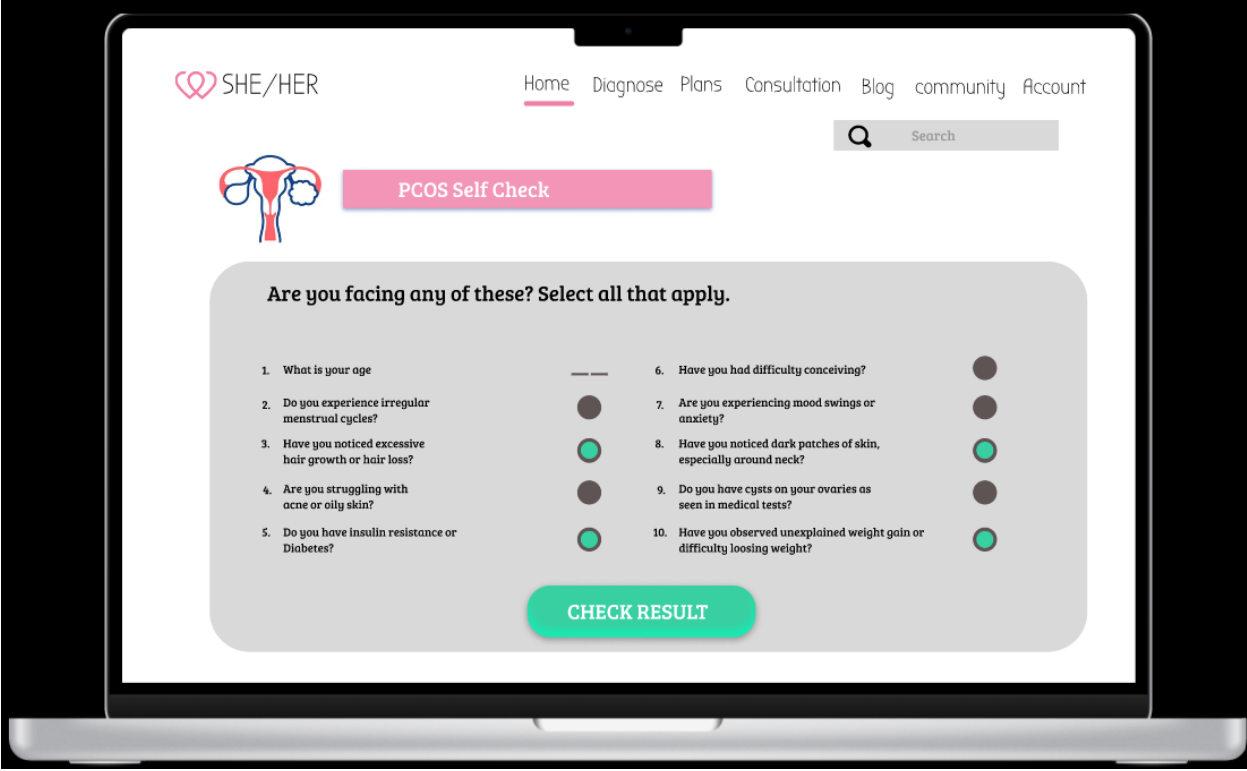 SHE/HER
Home Diagnose Plans Consultation Blog community Account
Search
PCOS Self Check
Are you facing any of these? Select all that apply.
1. What is your age __ __
2. Do you experience irregular
menstrual cycles?
3. Have you noticed excessive
hair growth or hair loss?
4. Are you struggling with
acne or oily skin?
5. Do you have insulin resistance or
Diabetes?
6. Have you had difficulty conceiving?
7. Are you experiencing mood swings or
anxiety?
8. Have you noticed dark patches of skin,
especially around neck?
9. Do you have cysts on your ovaries as
seen in medical tests?
10. Have you observed unexplained weight gain or
difficulty loosing weight?
CHECK RESULT